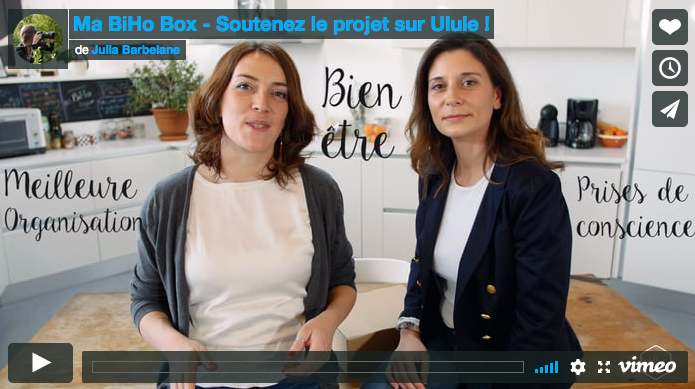 Ma BiHo Box - Soutenez le projet sur Ulule !
de Julia Barbelane
Bien
être
Meilleure
Organisation
Prises de
conscience
vimeo